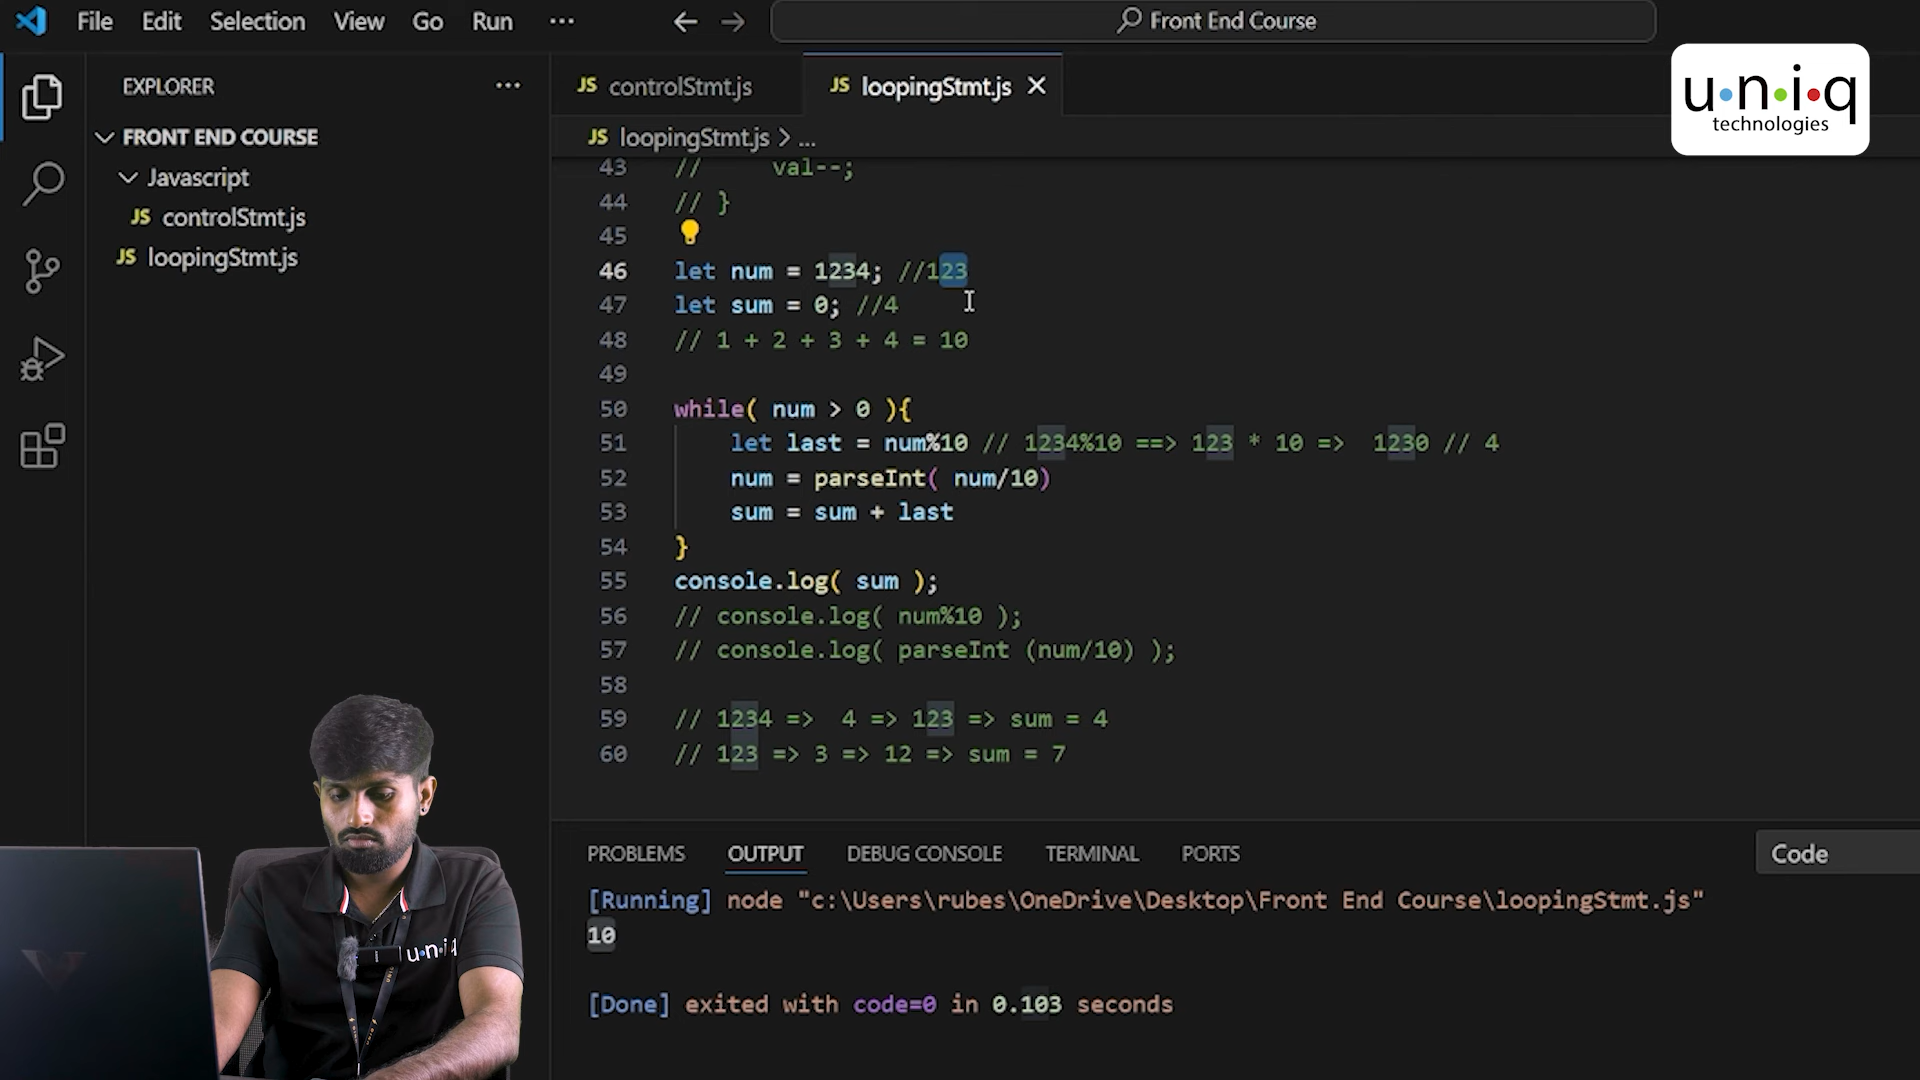 File Edit Selection View Go Run ...
Front End Course
u·n·i·q
technologies
EXPLORER ...
FRONT END COURSE
Javascript
JS controlStmt.js
JS loopingStmt.js
JS controlStmt.js
JS loopingStmt.js
JS loopingStmt.js > ...
43 //     val--;
44 // }
45
46 let num = 1234; //123
47 let sum = 0; //4
48 // 1 + 2 + 3 + 4 = 10
49
50 while( num > 0 ){
51     let last = num%10 // 1234%10 ==> 123 * 10 =>  1230 // 4
52     num = parseInt( num/10)
53     sum = sum + last
54 }
55 console.log( sum );
56 // console.log( num%10 );
57 // console.log( parseInt (num/10) );
58
59 // 1234 =>  4 => 123 => sum = 4
60 // 123 => 3 => 12 => sum = 7
PROBLEMS OUTPUT DEBUG CONSOLE TERMINAL PORTS
Code
[Running] node "c:\Users\rubes\OneDrive\Desktop\Front End Course\loopingStmt.js"
10
[Done] exited with code=0 in 0.103 seconds
u·n·i·q